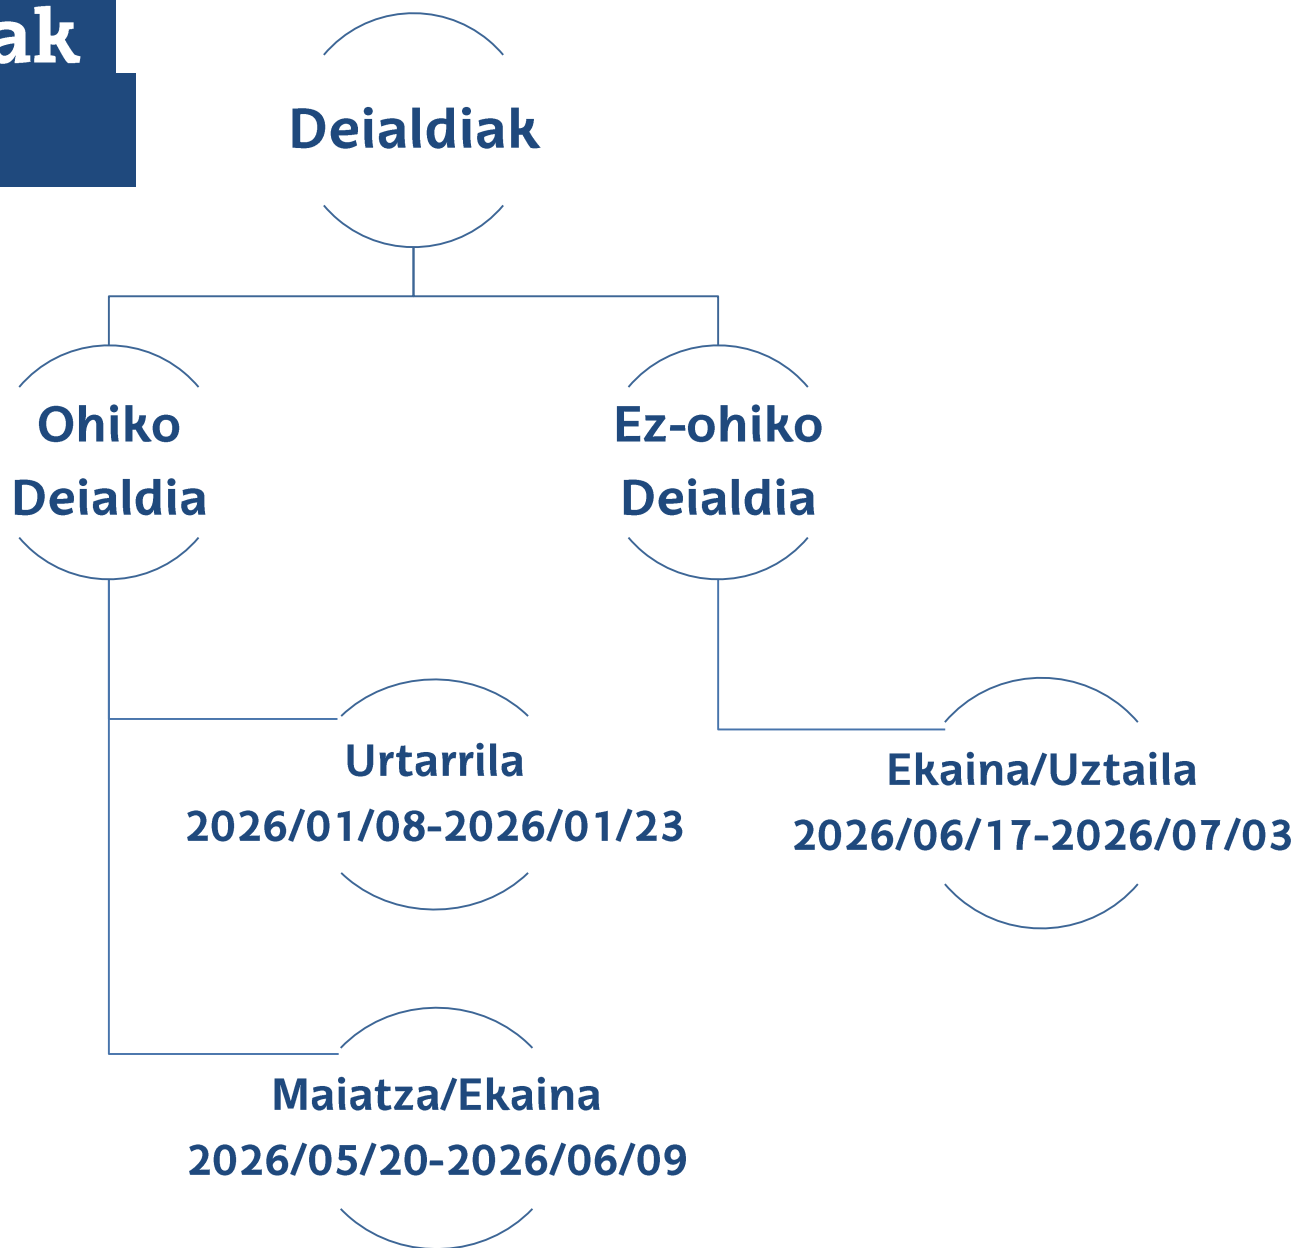 ak
Deialdiak
Ohiko
Deialdia
Ez-ohiko
Deialdia
Urtarrila
2026/01/08-2026/01/23
Ekaina/Uztaila
2026/06/17-2026/07/03
Maiatza/Ekaina
2026/05/20-2026/06/09